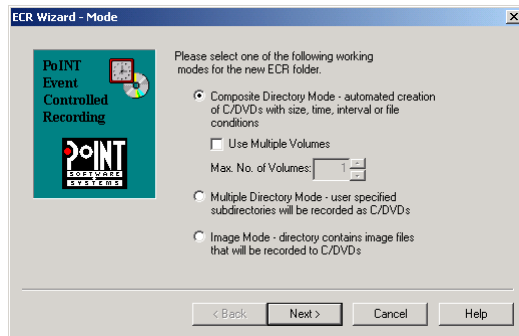 ECR Wizard - Mode
PoINT
Event
Controlled
Recording
PoINT
SOFTWARE
SYSTEMS
Please select one of the following working
modes for the new ECR folder.
Composite Directory Mode - automated creation
of C/DVDs with size, time, interval or file
conditions
Use Multiple Volumes
Max. No. of Volumes: 1
Multiple Directory Mode - user specified
subdirectories will be recorded as C/DVDs
Image Mode - directory contains image files
that will be recorded to C/DVDs
< Back Next > Cancel Help